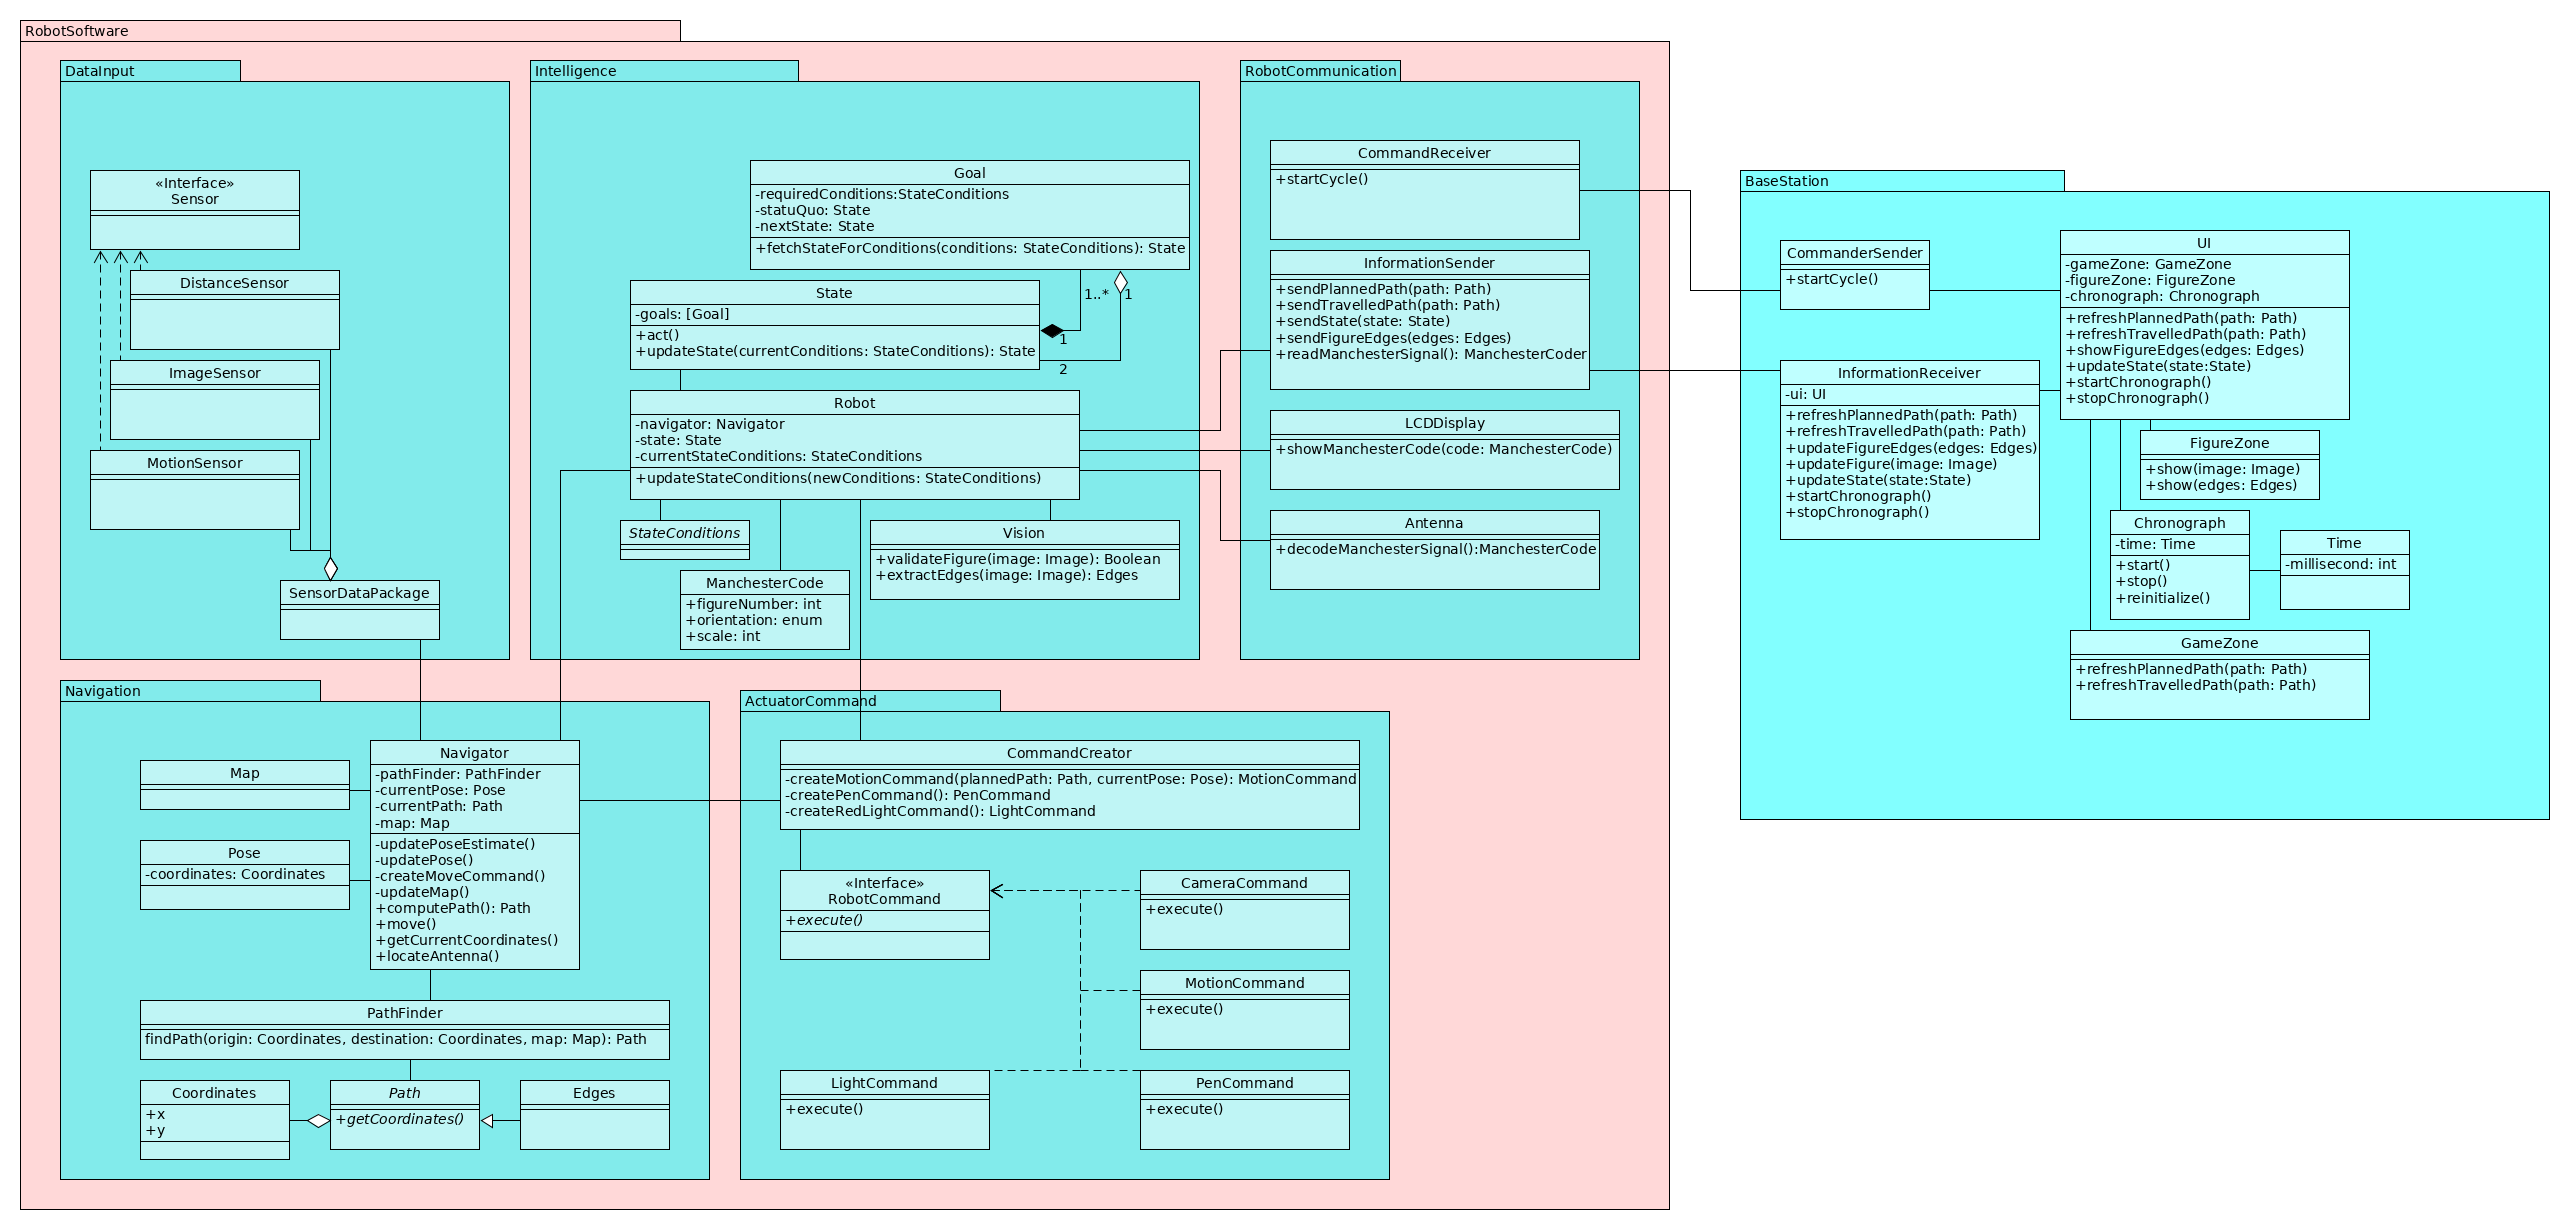 RobotSoftware
DataInput
«Interface»
Sensor
DistanceSensor
ImageSensor
MotionSensor
SensorDataPackage
Intelligence
Goal
-requiredConditions:StateConditions
-statuQuo: State
-nextState: State
+fetchStateForConditions(conditions: StateConditions): State
1..*
1
State
-goals: [Goal]
+act()
+updateState(currentConditions: StateConditions): State
1
2
Robot
-navigator: Navigator
-state: State
-currentStateConditions: StateConditions
+updateStateConditions(newConditions: StateConditions)
StateConditions
ManchesterCode
+figureNumber: int
+orientation: enum
+scale: int
Vision
+validateFigure(image: Image): Boolean
+extractEdges(image: Image): Edges
RobotCommunication
CommandReceiver
+startCycle()
InformationSender
+sendPlannedPath(path: Path)
+sendTravelledPath(path: Path)
+sendState(state: State)
+sendFigureEdges(edges: Edges)
+readManchesterSignal(): ManchesterCoder
LCDDisplay
+showManchesterCode(code: ManchesterCode)
Antenna
+decodeManchesterSignal():ManchesterCode
BaseStation
CommanderSender
+startCycle()
InformationReceiver
-ui: UI
+refreshPlannedPath(path: Path)
+refreshTravelledPath(path: Path)
+updateFigureEdges(edges: Edges)
+updateFigure(image: Image)
+updateState(state:State)
+startChronograph()
+stopChronograph()
UI
-gameZone: GameZone
-figureZone: FigureZone
-chronograph: Chronograph
+refreshPlannedPath(path: Path)
+refreshTravelledPath(path: Path)
+showFigureEdges(edges: Edges)
+updateState(state:State)
+startChronograph()
+stopChronograph()
FigureZone
+show(image: Image)
+show(edges: Edges)
Chronograph
-time: Time
+start()
+stop()
+reinitialize()
Time
-millisecond: int
GameZone
+refreshPlannedPath(path: Path)
+refreshTravelledPath(path: Path)
Navigation
Map
Pose
-coordinates: Coordinates
Navigator
-pathFinder: PathFinder
-currentPose: Pose
-currentPath: Path
-map: Map
-updatePoseEstimate()
-updatePose()
-createMoveCommand()
-updateMap()
+computePath(): Path
+move()
+getCurrentCoordinates()
+locateAntenna()
PathFinder
findPath(origin: Coordinates, destination: Coordinates, map: Map): Path
Coordinates
+x
+y
Path
+getCoordinates()
Edges
ActuatorCommand
CommandCreator
-createMotionCommand(plannedPath: Path, currentPose: Pose): MotionCommand
-createPenCommand(): PenCommand
-createRedLightCommand(): LightCommand
«Interface»
RobotCommand
+execute()
CameraCommand
+execute()
MotionCommand
+execute()
LightCommand
+execute()
PenCommand
+execute()